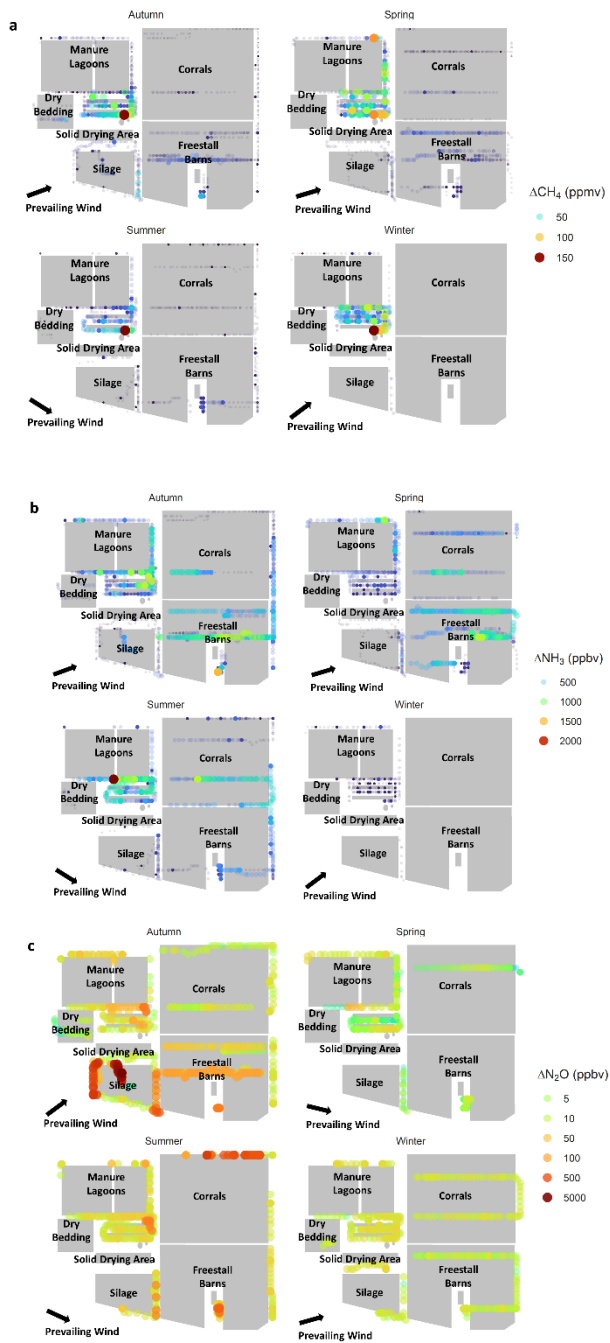 a
Autumn
Spring
Manure
Lagoons
Corrals
Dry
Bedding
Solid Drying Area
Silage
Freestall
Barns
Prevailing Wind
Manure
Lagoons
Corrals
Dry
Bedding
Solid Drying Area
Silage
Freestall
Barns
Prevailing Wind
ΔCH₄ (ppmv)
50
100
150
Summer
Winter
Manure
Lagoons
Corrals
Dry
Bedding
Solid Drying Area
Silage
Freestall
Barns
Prevailing Wind
Manure
Lagoons
Corrals
Dry
Bedding
Solid Drying Area
Silage
Freestall
Barns
Prevailing Wind
b
Autumn
Spring
Manure
Lagoons
Corrals
Dry
Bedding
Solid Drying Area
Silage
Freestall
Barns
Prevailing Wind
Manure
Lagoons
Corrals
Dry
Bedding
Solid Drying Area
Silage
Freestall
Barns
Prevailing Wind
ΔNH₃ (ppbv)
500
1000
1500
2000
Summer
Winter
Manure
Lagoons
Corrals
Dry
Bedding
Solid Drying Area
Silage
Freestall
Barns
Prevailing Wind
Manure
Lagoons
Corrals
Dry
Bedding
Solid Drying Area
Silage
Freestall
Barns
Prevailing Wind
c
Autumn
Spring
Manure
Lagoons
Corrals
Dry
Bedding
Solid Drying Area
Silage
Freestall
Barns
Prevailing Wind
Manure
Lagoons
Corrals
Dry
Bedding
Solid Drying Area
Silage
Freestall
Barns
Prevailing Wind
ΔN₂O (ppbv)
5
10
50
100
500
5000
Summer
Winter
Manure
Lagoons
Corrals
Dry
Bedding
Solid Drying Area
Silage
Freestall
Barns
Prevailing Wind
Manure
Lagoons
Corrals
Dry
Bedding
Solid Drying Area
Silage
Freestall
Barns
Prevailing Wind